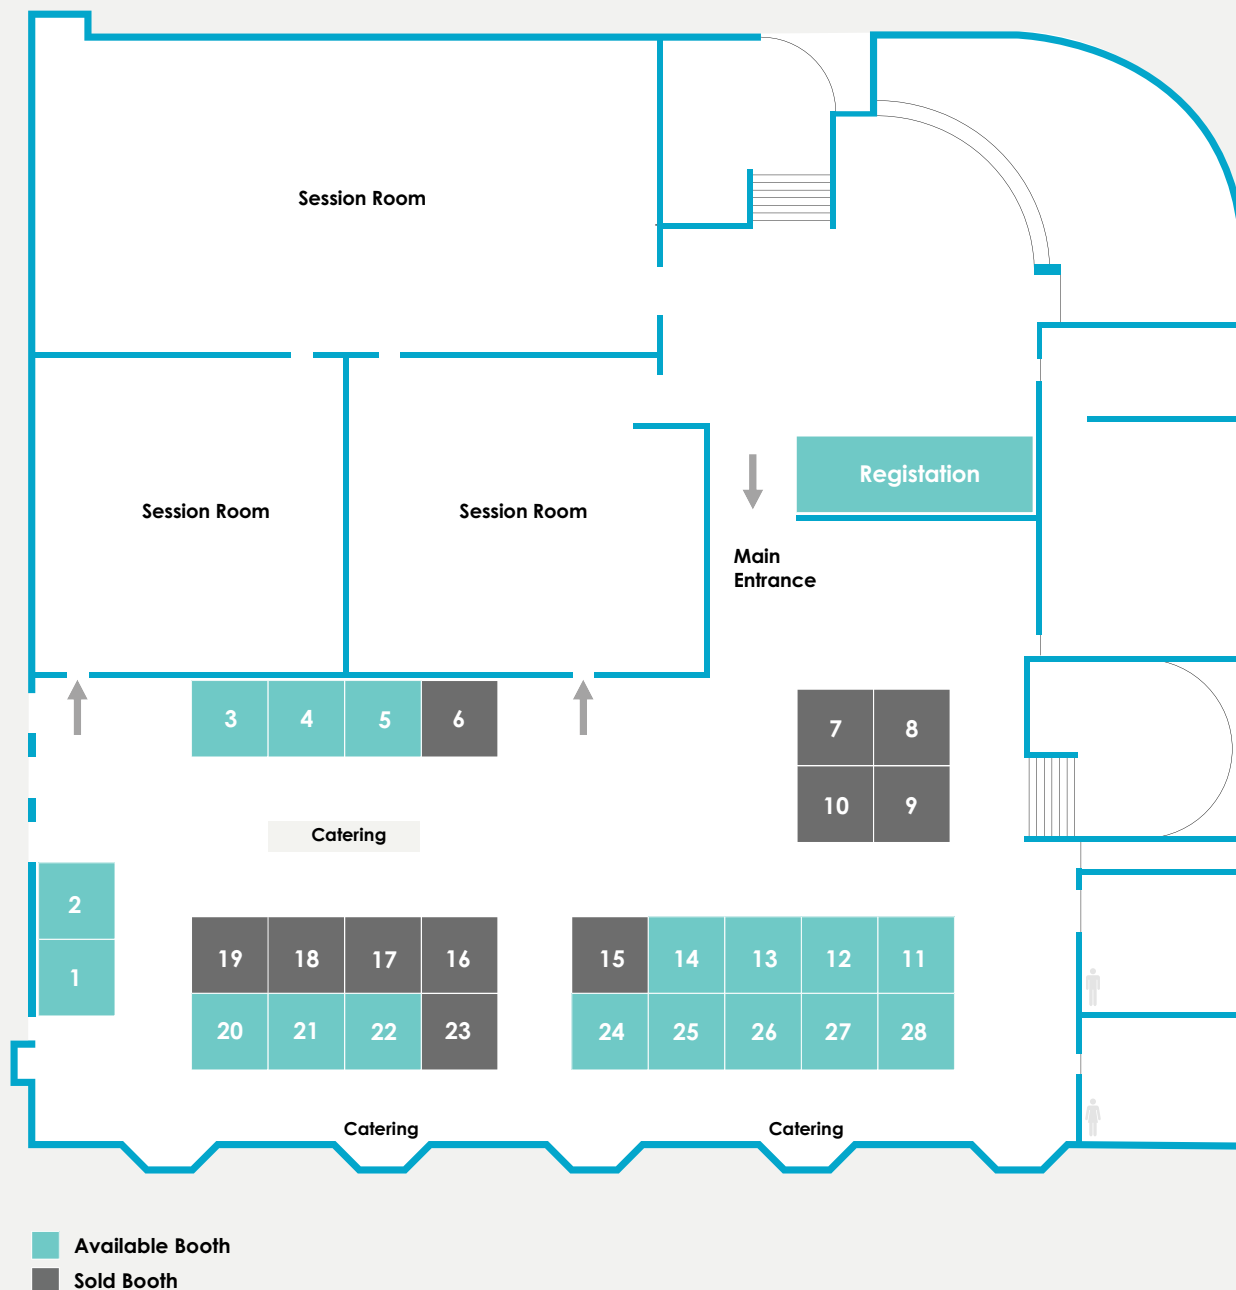 Session Room
Registation
Session Room
Session Room
Main
Entrance
3 4 5 6
7 8
10 9
Catering
2
1
19 18 17 16
20 21 22 23
15 14 13 12 11
24 25 26 27 28
Catering
Catering
Available Booth
Sold Booth